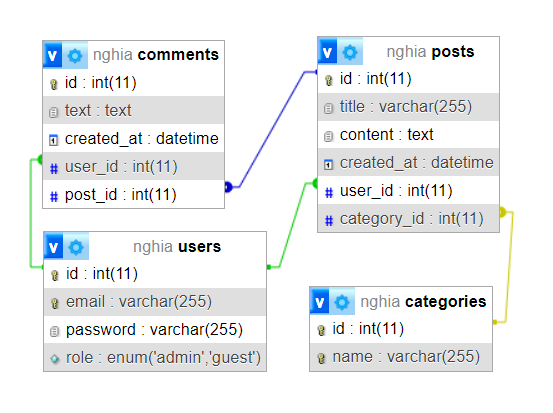 v nghia comments
id : int(11)
text : text
created_at : datetime
# user_id : int(11)
# post_id : int(11)
v nghia posts
id : int(11)
title : varchar(255)
content : text
created_at : datetime
# user_id : int(11)
# category_id : int(11)
v nghia users
id : int(11)
email : varchar(255)
password : varchar(255)
role : enum('admin','guest')
v nghia categories
id : int(11)
name : varchar(255)